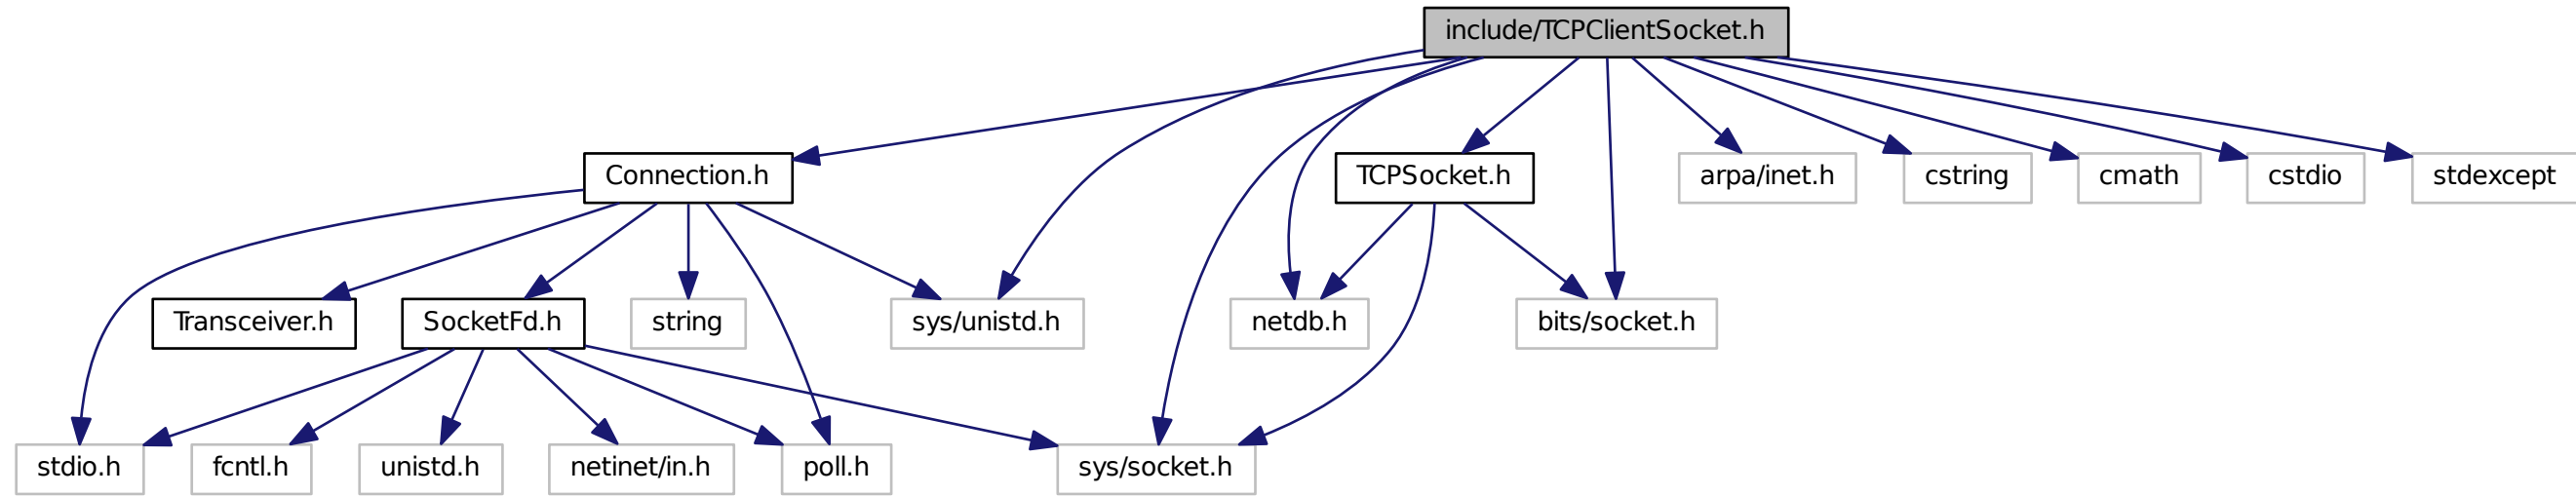 include/TCPClientSocket.h
Connection.h
TCPSocket.h
arpa/inet.h
cstring
cmath
cstdio
stdexcept
Transceiver.h
SocketFd.h
string
sys/unistd.h
netdb.h
bits/socket.h
stdio.h
fcntl.h
unistd.h
netinet/in.h
poll.h
sys/socket.h